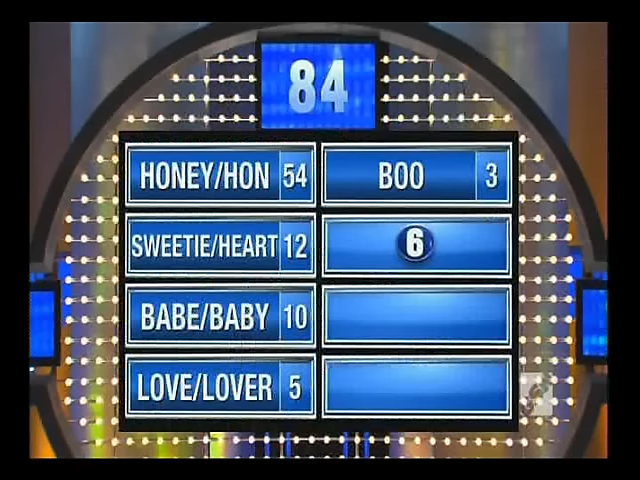 84
HONEY/HON 54
SWEETIE/HEART 12
BABE/BABY 10
LOVE/LOVER 5
BOO 3
6